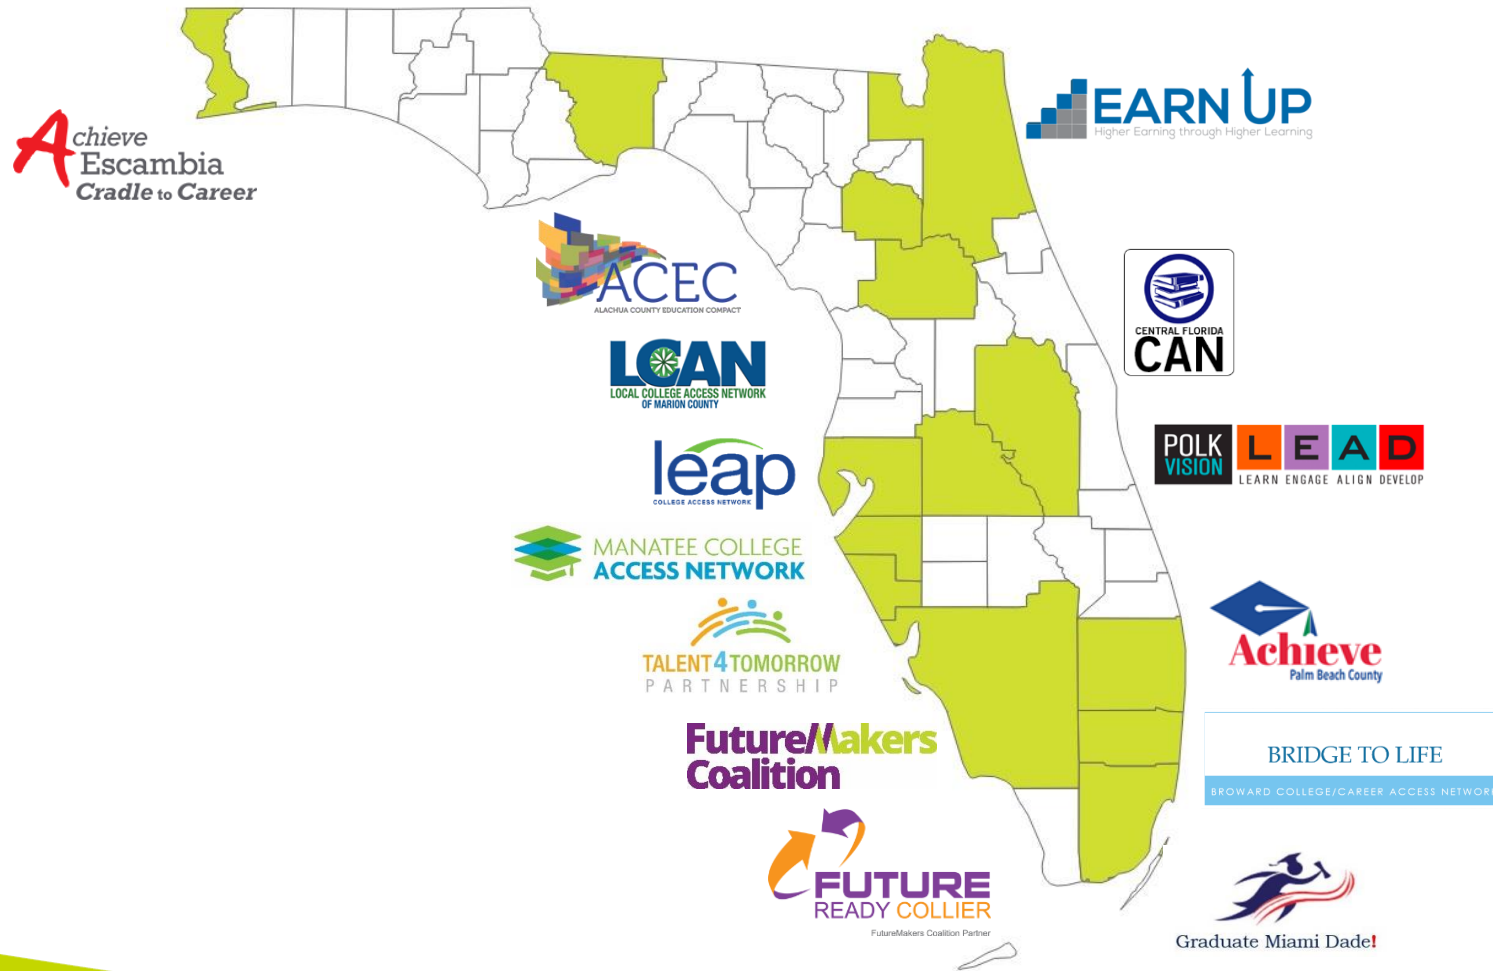 Achieve
Escambia
Cradle to Career
EARN UP
Higher Earning through Higher Learning
ACEC
ALACHUA COUNTY EDUCATION COMPACT
CENTRAL FLORIDA
CAN
LCAN
LOCAL COLLEGE ACCESS NETWORK
OF MARION COUNTY
POLK
VISION
LEAD
LEARN ENGAGE ALIGN DEVELOP
leap
COLLEGE ACCESS NETWORK
MANATEE COLLEGE
ACCESS NETWORK
TALENT4TOMORROW
PARTNERSHIP
Achieve
Palm Beach County
FutureMakers
Coalition
BRIDGE TO LIFE
BROWARD COLLEGE/CAREER ACCESS NETWORK
FUTURE
READY COLLIER
FutureMakers Coalition Partner
Graduate Miami Dade!